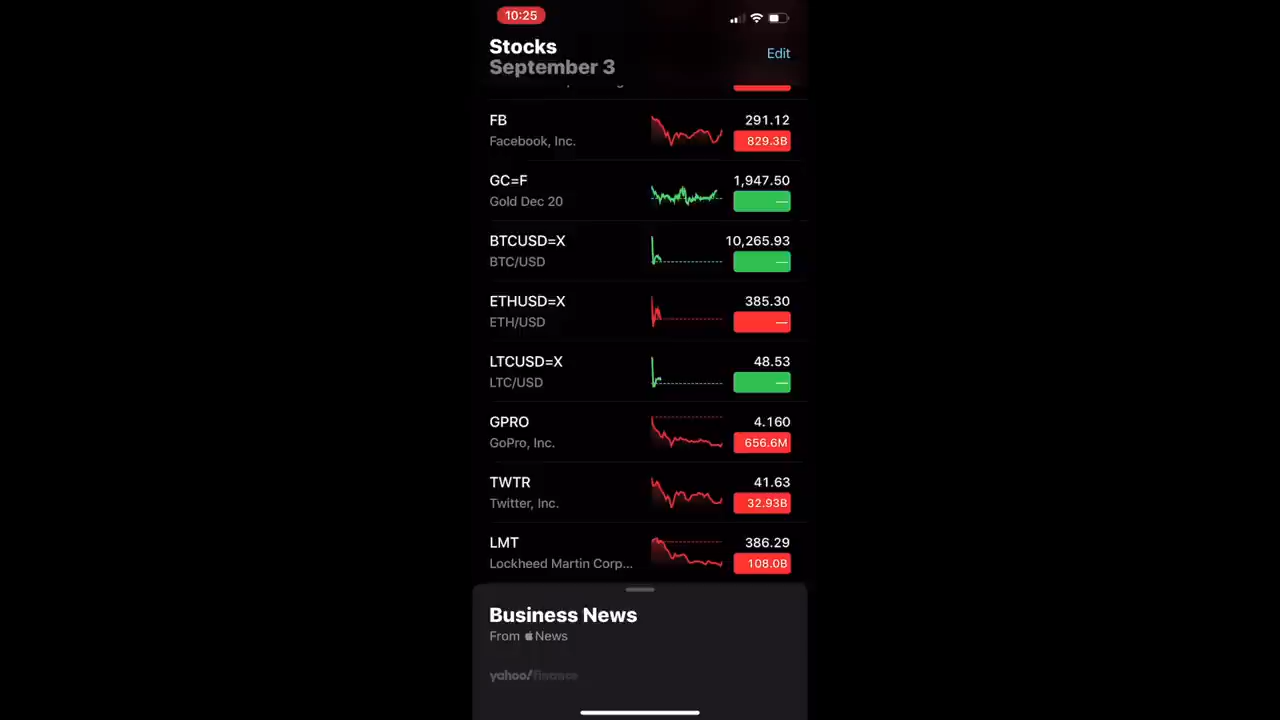 10:25
Stocks
September 3
Edit
FB
Facebook, Inc.
291.12
829.3B
GC=F
Gold Dec 20
1,947.50
—
BTCUSD=X
BTC/USD
10,265.93
—
ETHUSD=X
ETH/USD
385.30
—
LTCUSD=X
LTC/USD
48.53
—
GPRO
GoPro, Inc.
4.160
656.6M
TWTR
Twitter, Inc.
41.63
32.93B
LMT
Lockheed Martin Corp...
386.29
108.0B
Business News
From News
yahoo/finance